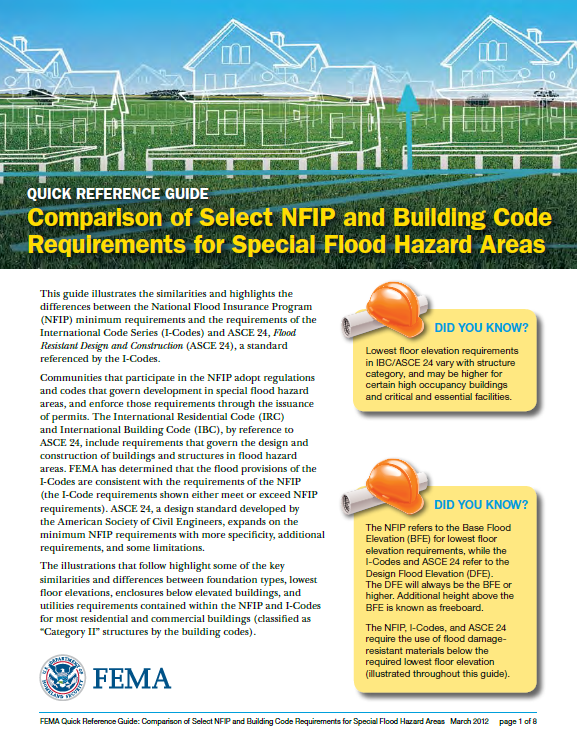 QUICK REFERENCE GUIDE
Comparison of Select NFIP and Building Code
Requirements for Special Flood Hazard Areas
This guide illustrates the similarities and highlights the
differences between the National Flood Insurance Program
(NFIP) minimum requirements and the requirements of the
International Code Series (I-Codes) and ASCE 24, Flood
Resistant Design and Construction (ASCE 24), a standard
referenced by the I-Codes.
Communities that participate in the NFIP adopt regulations
and codes that govern development in special flood hazard
areas, and enforce those requirements through the issuance
of permits. The International Residential Code (IRC)
and International Building Code (IBC), by reference to
ASCE 24, include requirements that govern the design and
construction of buildings and structures in flood hazard
areas. FEMA has determined that the flood provisions of the
I-Codes are consistent with the requirements of the NFIP
(the I-Code requirements shown either meet or exceed NFIP
requirements). ASCE 24, a design standard developed by
the American Society of Civil Engineers, expands on the
minimum NFIP requirements with more specificity, additional
requirements, and some limitations.
The illustrations that follow highlight some of the key
similarities and differences between foundation types, lowest
floor elevations, enclosures below elevated buildings, and
utilities requirements contained within the NFIP and I-Codes
for most residential and commercial buildings (classified as
“Category II” structures by the building codes).
DID YOU KNOW?
Lowest floor elevation requirements
in IBC/ASCE 24 vary with structure
category, and may be higher for
certain high occupancy buildings
and critical and essential facilities.
DID YOU KNOW?
The NFIP refers to the Base Flood
Elevation (BFE) for lowest floor
elevation requirements, while the
I-Codes and ASCE 24 refer to the
Design Flood Elevation (DFE).
The DFE will always be the BFE or
higher. Additional height above the
BFE is known as freeboard.
The NFIP, I-Codes, and ASCE 24
require the use of flood damage-
resistant materials below the
required lowest floor elevation
(illustrated throughout this guide).
U.S. DEPARTMENT OF
HOMELAND SECURITY
FEMA
FEMA Quick Reference Guide: Comparison of Select NFIP and Building Code Requirements for Special Flood Hazard Areas March 2012 page 1 of 8